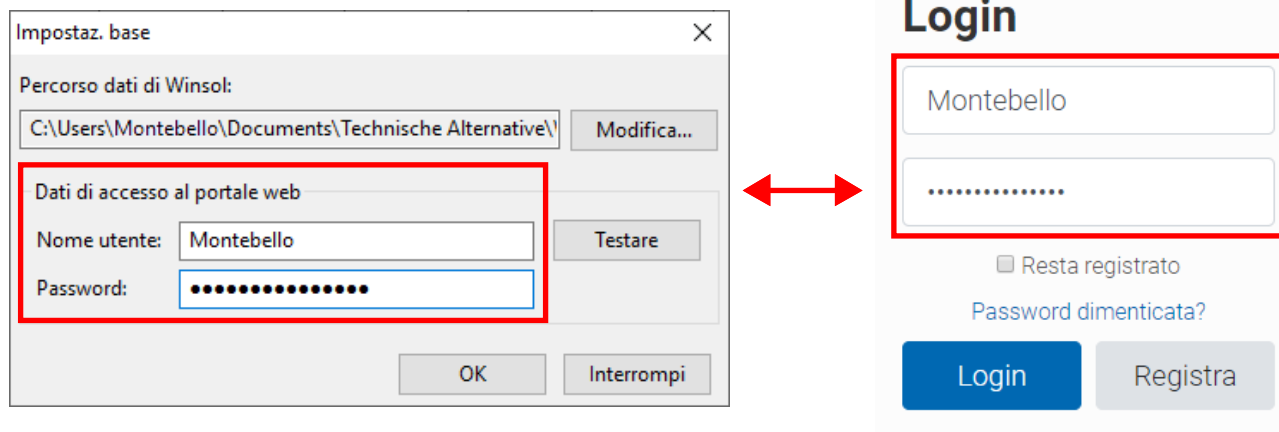 Impostaz. base
Percorso dati di Winsol:
C:\Users\Montebello\Documents\Technische Alternative\
Modifica...
Dati di accesso al portale web
Nome utente: Montebello
Testare
Password: •••••••••••••••
OK Interrompi
Login
Montebello
•••••••••••••••
Resta registrato
Password dimenticata?
Login Registra